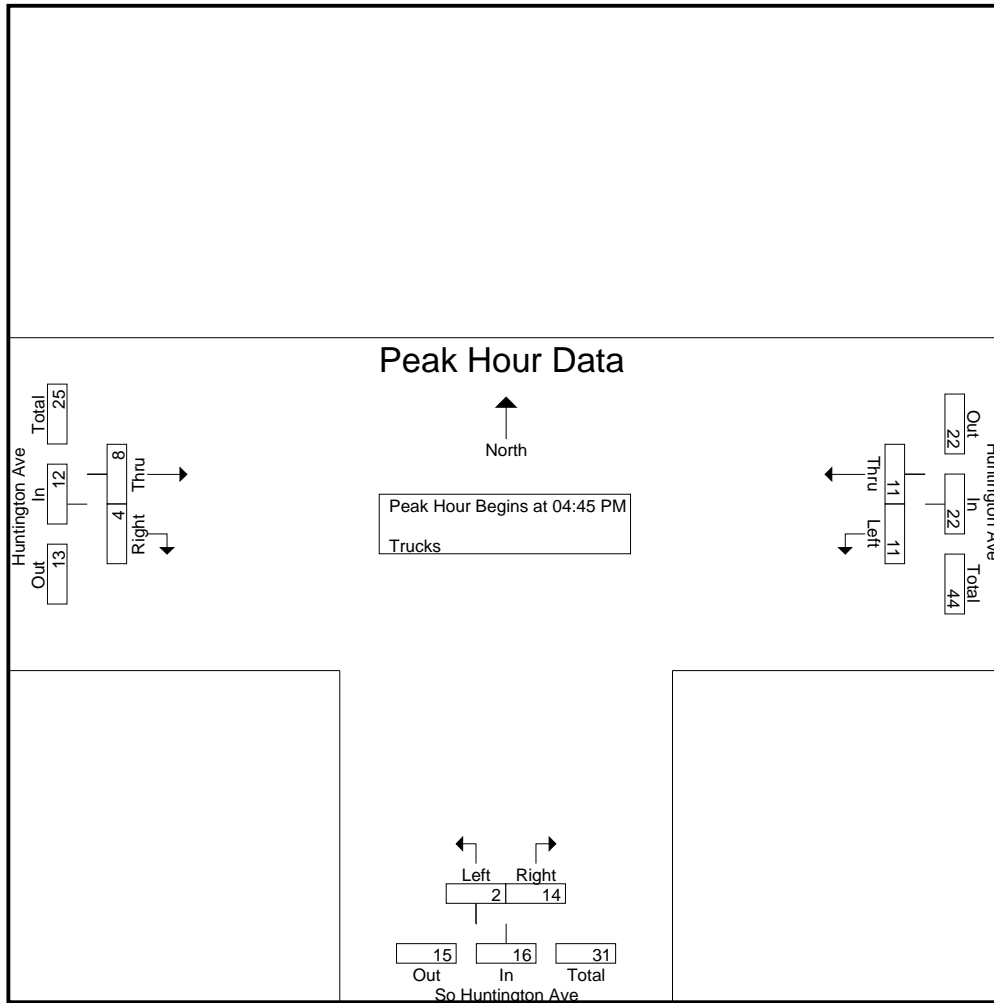 Peak Hour Data
North
Peak Hour Begins at 04:45 PM
Trucks
Huntington Ave
Total
25
In
12
Out
13
8
Thru
4
Right
Huntington Ave
Out
22
In
22
Total
44
Thru
11
Left
11
Left Right
2 14
15 16 31
Out In Total
So Huntington Ave